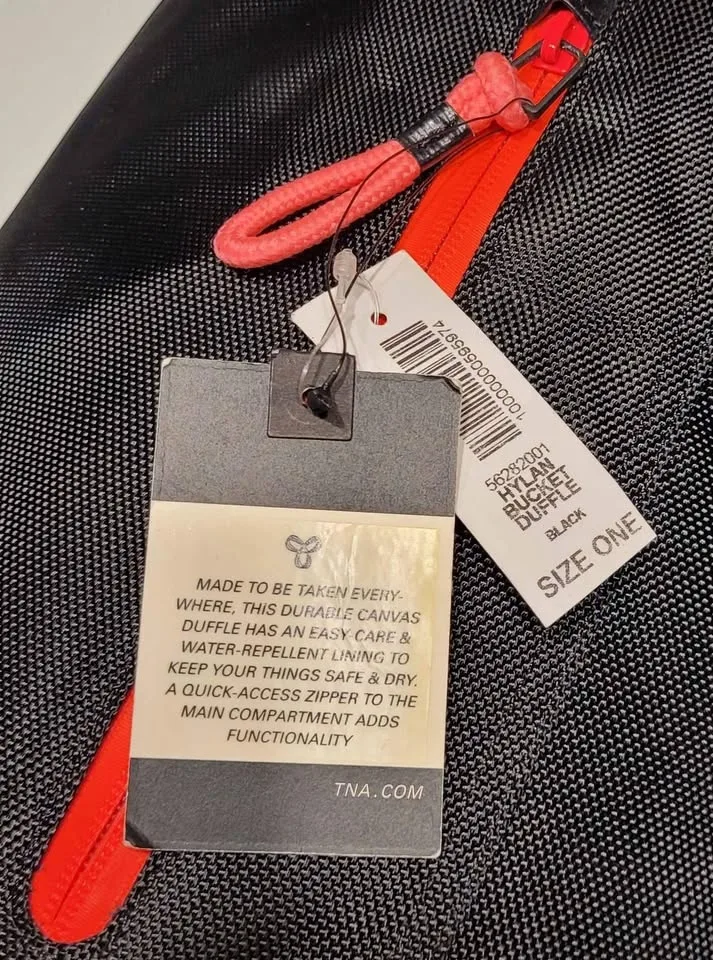 1000000000595974
56282001
HYLAN
BUCKET
DUFFLE
BLACK
SIZE ONE
MADE TO BE TAKEN EVERY-
WHERE, THIS DURABLE CANVAS
DUFFLE HAS AN EASY-CARE &
WATER-REPELLENT LINING TO
KEEP YOUR THINGS SAFE & DRY.
A QUICK-ACCESS ZIPPER TO THE
MAIN COMPARTMENT ADDS
FUNCTIONALITY
TNA.COM